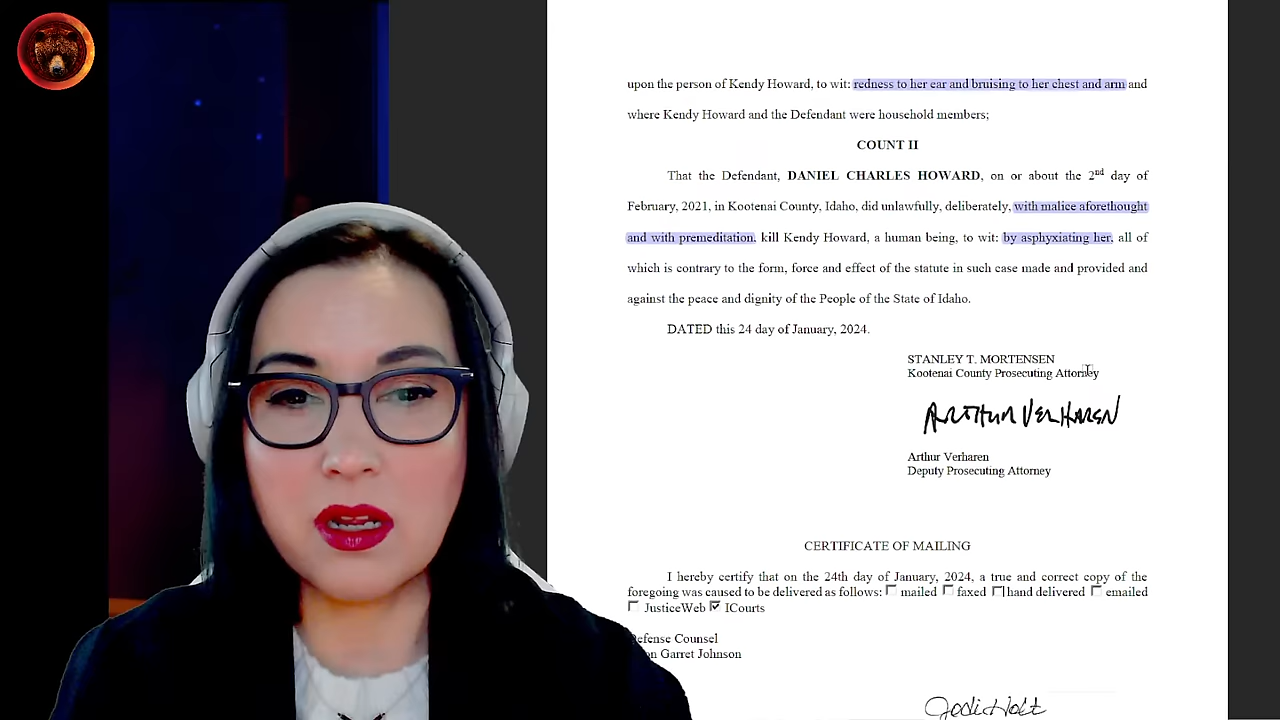 upon the person of Kendy Howard, to wit: redness to her ear and bruising to her chest and arm and
where Kendy Howard and the Defendant were household members;
COUNT II
That the Defendant, DANIEL CHARLES HOWARD, on or about the 2nd day of
February, 2021, in Kootenai County, Idaho, did unlawfully, deliberately, with malice aforethought
and with premeditation, kill Kendy Howard, a human being, to wit: by asphyxiating her, all of
which is contrary to the form, force and effect of the statute in such case made and provided and
against the peace and dignity of the People of the State of Idaho.
DATED this 24 day of January, 2024.
STANLEY T. MORTENSEN
Kootenai County Prosecuting Attorney
ARTHUR VERHAREN
Arthur Verharen
Deputy Prosecuting Attorney
CERTIFICATE OF MAILING
I hereby certify that on the 24th day of January, 2024, a true and correct copy of the
foregoing was caused to be delivered as follows: mailed faxed hand delivered emailed
JusticeWeb ICourts
Defense Counsel
Garret Johnson
Jodi Holt